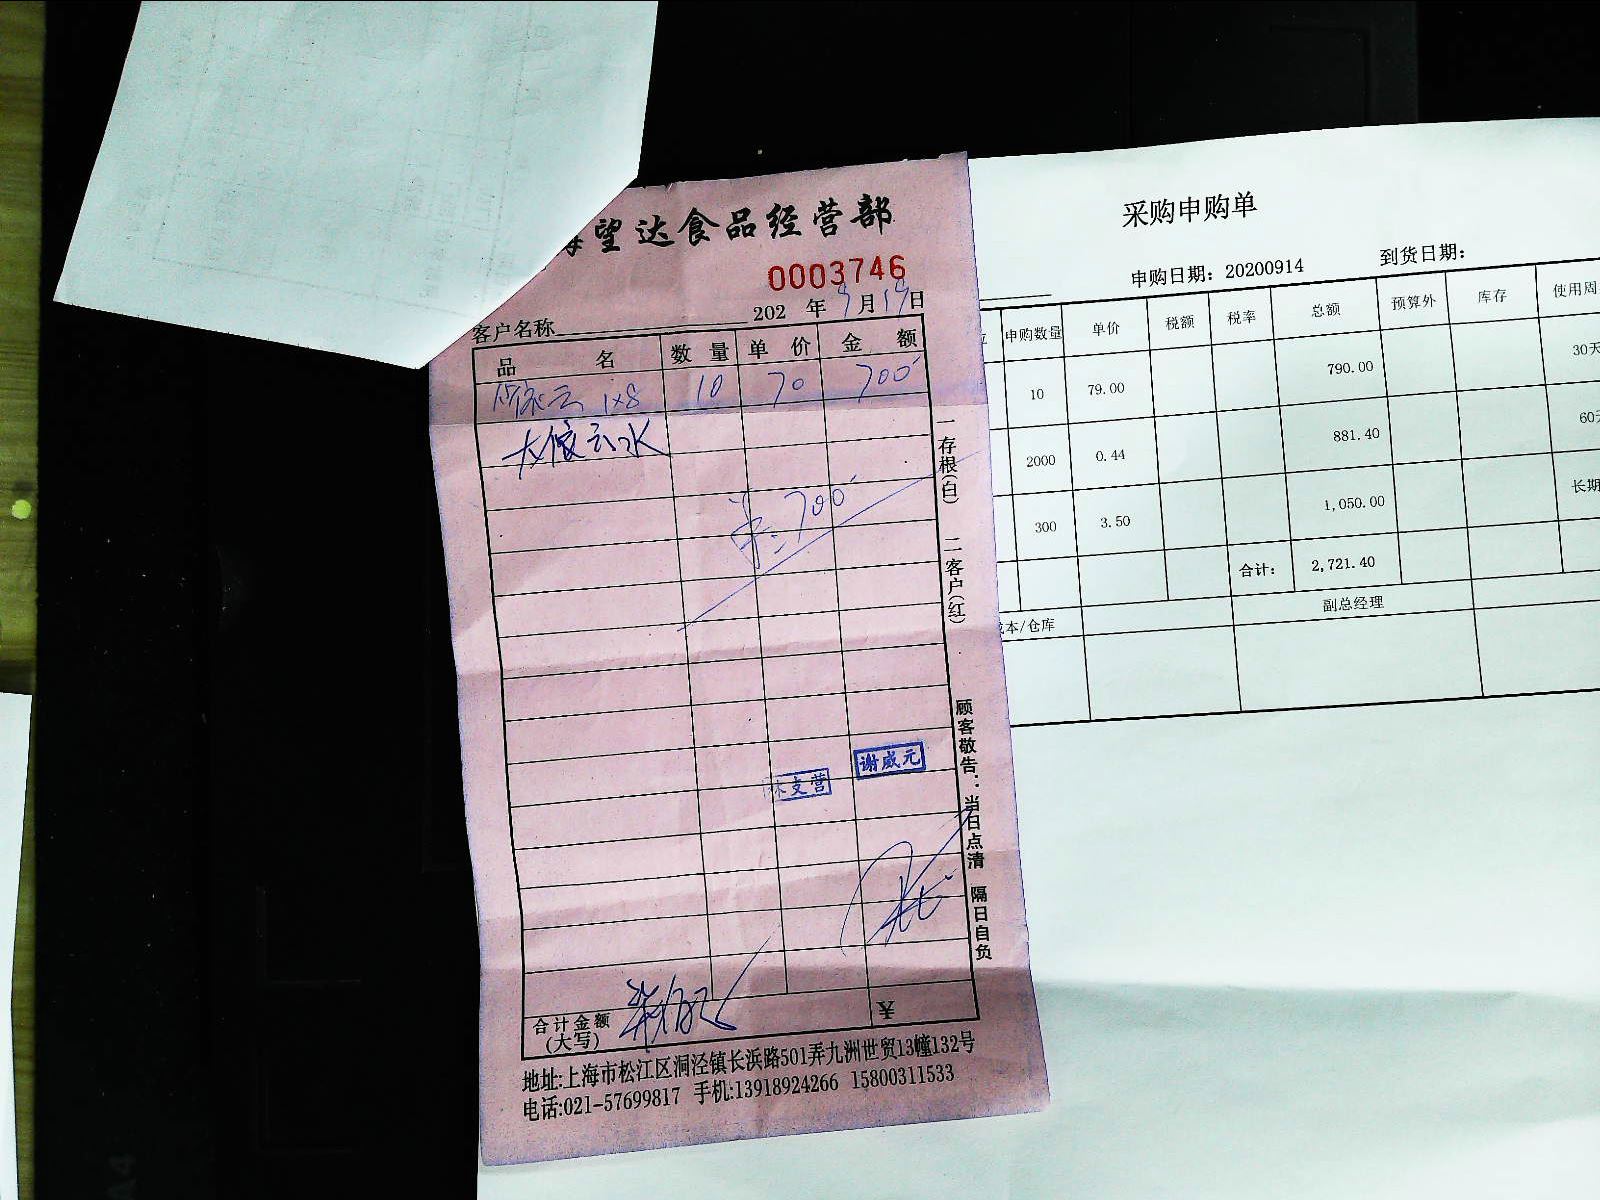 望达食品经营部
0003746
客户名称 202 年9月19日
品名 数量 单价 金额
1×8 10 70 700
水
700
一存根(白) 二客户(红)
顾客敬告:当日点清 隔日自负
支营
谢威元
合计金额(大写) ¥
地址:上海市松江区洞泾镇长浜路501弄九洲世贸13幢132号
电话:021-57699817 手机:13918924266 15800311533
采购申购单
申购日期: 20200914 到货日期:
申购数量 单价 税额 税率 总额 预算外 库存 使用周
10 79.00 790.00 30天
2000 0.44 881.40 60天
300 3.50 1,050.00 长期
合计: 2,721.40
本/仓库 副总经理